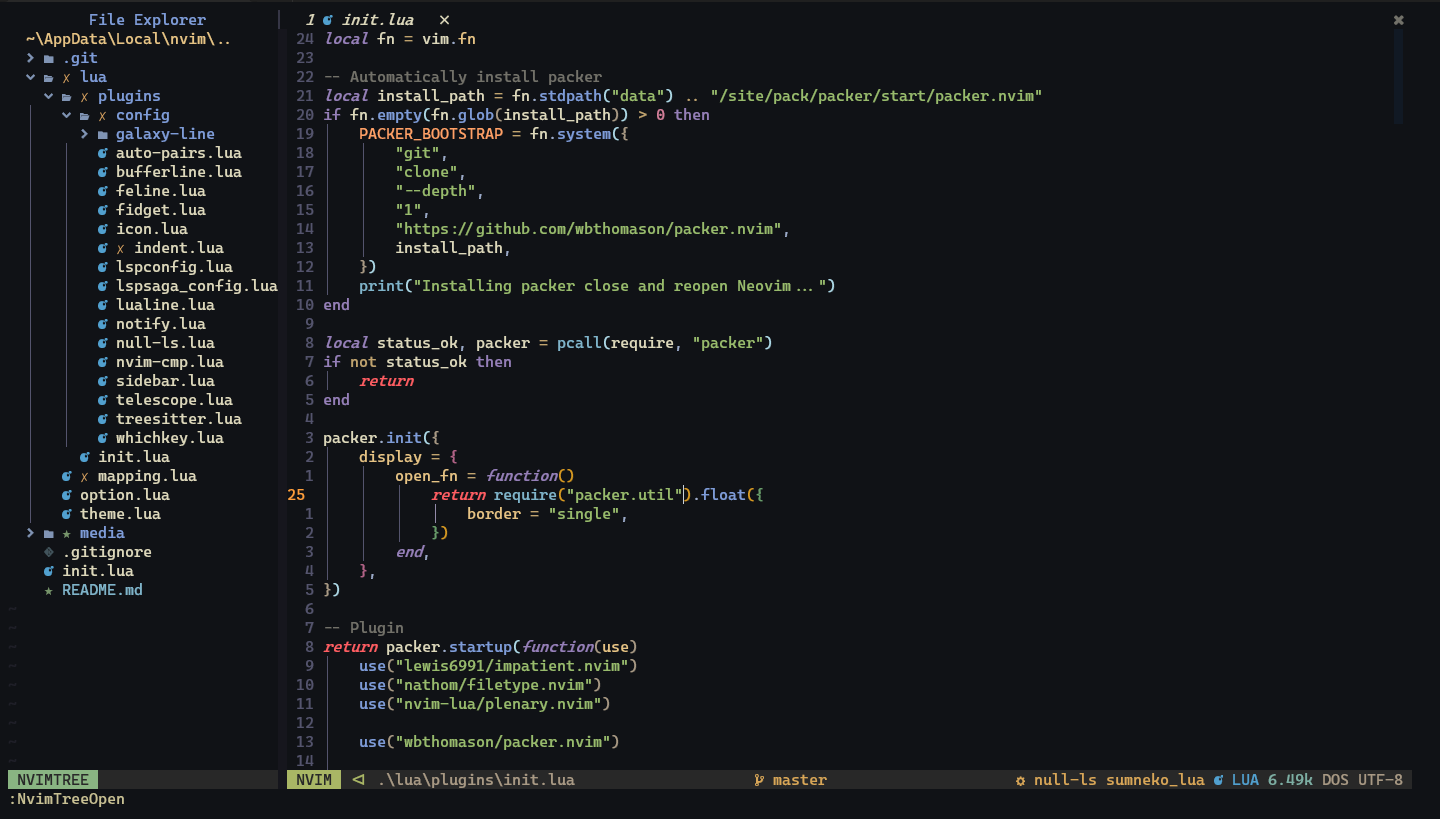 File Explorer
~\AppData\Local\nvim\..
.git
✗ lua
✗ plugins
✗ config
galaxy-line
auto-pairs.lua
bufferline.lua
feline.lua
fidget.lua
icon.lua
✗ indent.lua
lspconfig.lua
lspsaga_config.lua
lualine.lua
notify.lua
null-ls.lua
nvim-cmp.lua
sidebar.lua
telescope.lua
treesitter.lua
whichkey.lua
init.lua
✗ mapping.lua
option.lua
theme.lua
★ media
.gitignore
init.lua
★ README.md
NVIMTREE
1 init.lua ✕
24 local fn = vim.fn
23
22 -- Automatically install packer
21 local install_path = fn.stdpath("data") .. "/site/pack/packer/start/packer.nvim"
20 if fn.empty(fn.glob(install_path)) > 0 then
19     PACKER_BOOTSTRAP = fn.system({
18         "git",
17         "clone",
16         "--depth",
15         "1",
14         "https://github.com/wbthomason/packer.nvim",
13         install_path,
12     })
11     print("Installing packer close and reopen Neovim...")
10 end
9
8 local status_ok, packer = pcall(require, "packer")
7 if not status_ok then
6     return
5 end
4
3 packer.init({
2     display = {
1         open_fn = function()
25             return require("packer.util").float({
1                 border = "single",
2             })
3         end,
4     },
5 })
6
7 -- Plugin
8 return packer.startup(function(use)
9     use("lewis6991/impatient.nvim")
10     use("nathom/filetype.nvim")
11     use("nvim-lua/plenary.nvim")
12
13     use("wbthomason/packer.nvim")
14
NVIM .\lua\plugins\init.lua master null-ls sumneko_lua LUA 6.49k DOS UTF-8
:NvimTreeOpen